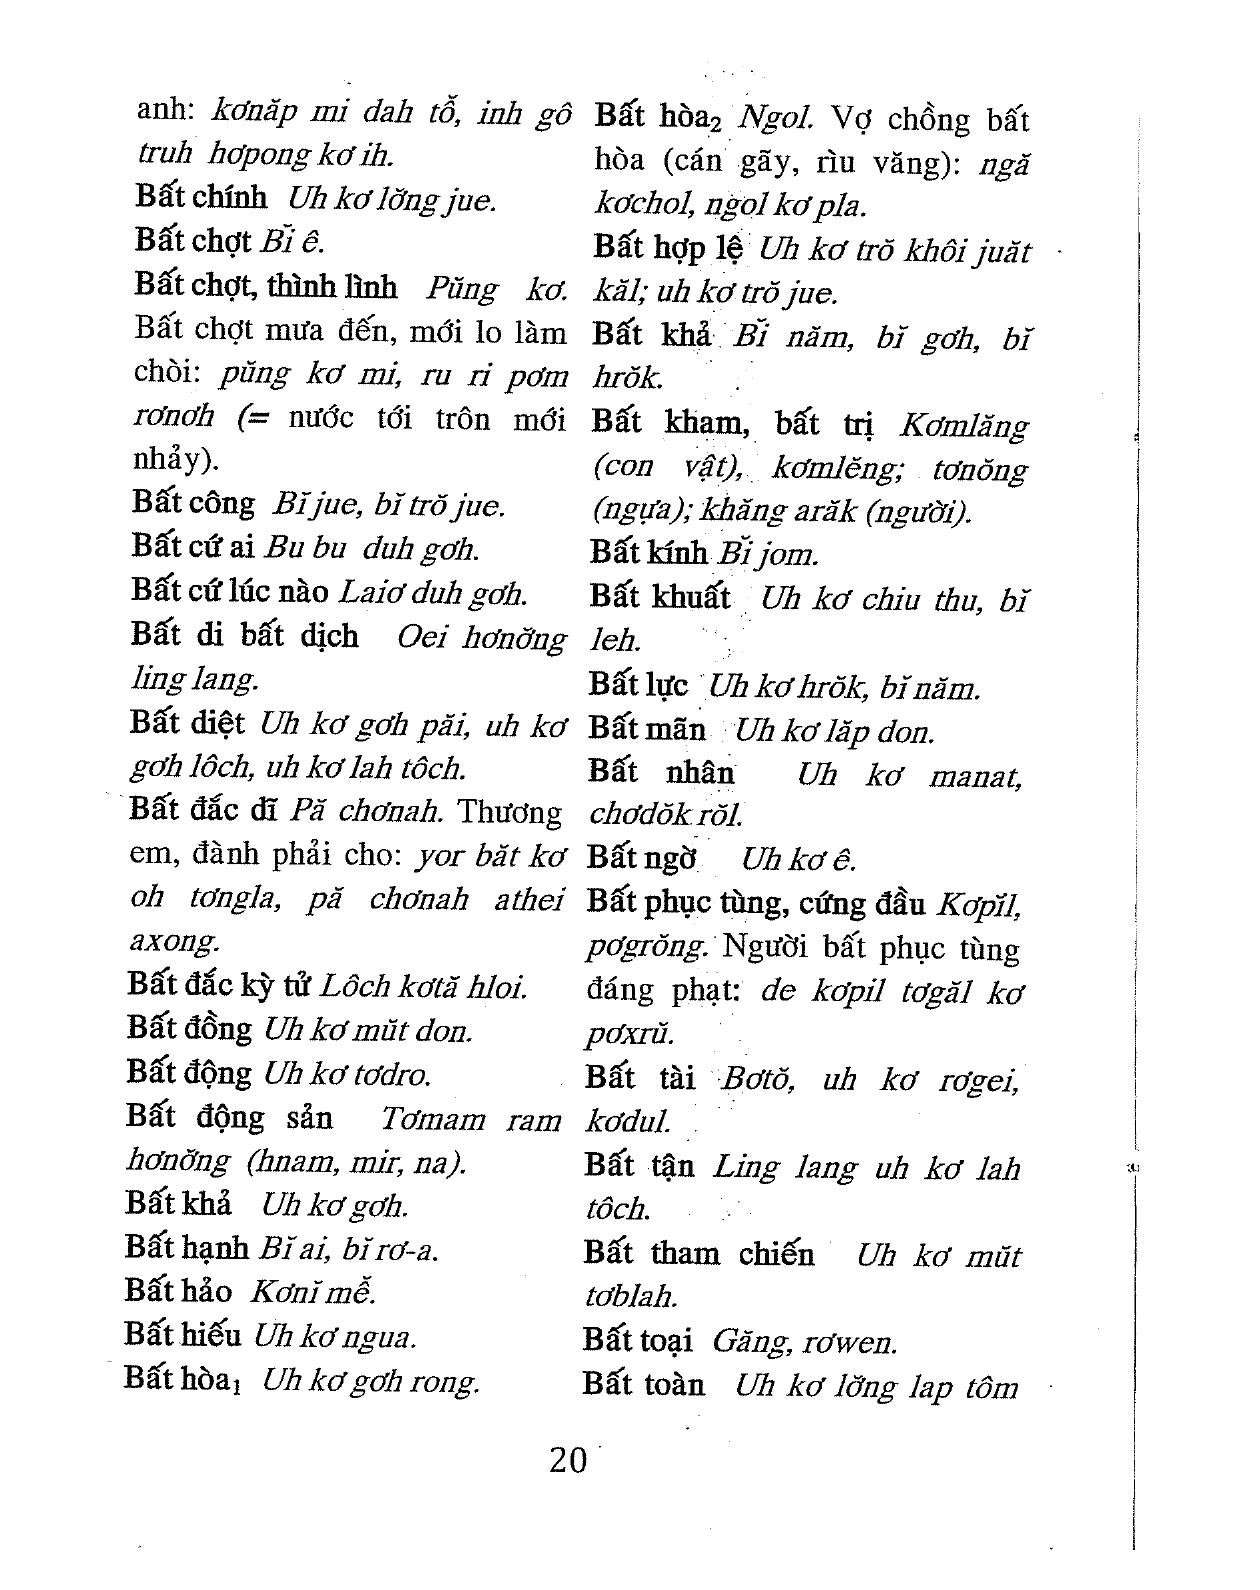 anh: kơnăp mi dah tỗ, inh gô
truh hơpong kơ ih.
Bất chính Uh kơ lơ̆ng jue.
Bất chợt Bĭ ê.
Bất chợt, thình lình Pŭng kơ.
Bất chợt mưa đến, mới lo làm
chòi: pŭng kơ mi, ru ri pơm
rơnơh (= nước tới trôn mới
nhảy).
Bất công Bĭ jue, bĭ trŏ jue.
Bất cứ ai Bu bu duh gơh.
Bất cứ lúc nào Laiơ duh gơh.
Bất di bất dịch Oei hơnơ̆ng
ling lang.
Bất diệt Uh kơ gơh păi, uh kơ
gơh lôch, uh kơ lah tôch.
Bất đắc dĩ Pă chơnah. Thương
em, đành phải cho: yor băt kơ
oh tơngla, pă chơnah athei
axong.
Bất đắc kỳ tử Lôch kơtă hloi.
Bất đồng Uh kơ mŭt don.
Bất động Uh kơ tơdro.
Bất động sản Tơmam ram
hơnơ̆ng (hnam, mir, na).
Bất khả Uh kơ gơh.
Bất hạnh Bĭ ai, bĭ rơ-a.
Bất hảo Kơnĭ mễ.
Bất hiếu Uh kơ ngua.
Bất hòa₁ Uh kơ gơh rong.
Bất hòa₂ Ngol. Vợ chồng bất
hòa (cán gãy, rìu văng): ngă
kơchol, ngol kơ pla.
Bất hợp lệ Uh kơ trŏ khôi juăt
kăl; uh kơ trŏ jue.
Bất khả Bĭ năm, bĭ gơh, bĭ
hrŏk.
Bất kham, bất trị Kơmlăng
(con vật), kơmlĕng; tơnŏng
(ngựa); khăng arăk (người).
Bất kính Bĭ jom.
Bất khuất Uh kơ chiu thu, bĭ
leh.
Bất lực Uh kơ hrŏk, bĭ năm.
Bất mãn Uh kơ lăp don.
Bất nhân Uh kơ manat,
chơdŏk rŏl.
Bất ngờ Uh kơ ê.
Bất phục tùng, cứng đầu Kơpĭl,
pơgrŏng. Người bất phục tùng
đáng phạt: de kơpil tơgăl kơ
pơxrŭ.
Bất tài Bơtŏ, uh kơ rơgei,
kơdul.
Bất tận Ling lang uh kơ lah
tôch.
Bất tham chiến Uh kơ mŭt
tơblah.
Bất toại Găng, rơwen.
Bất toàn Uh kơ lơ̆ng lap tôm
20